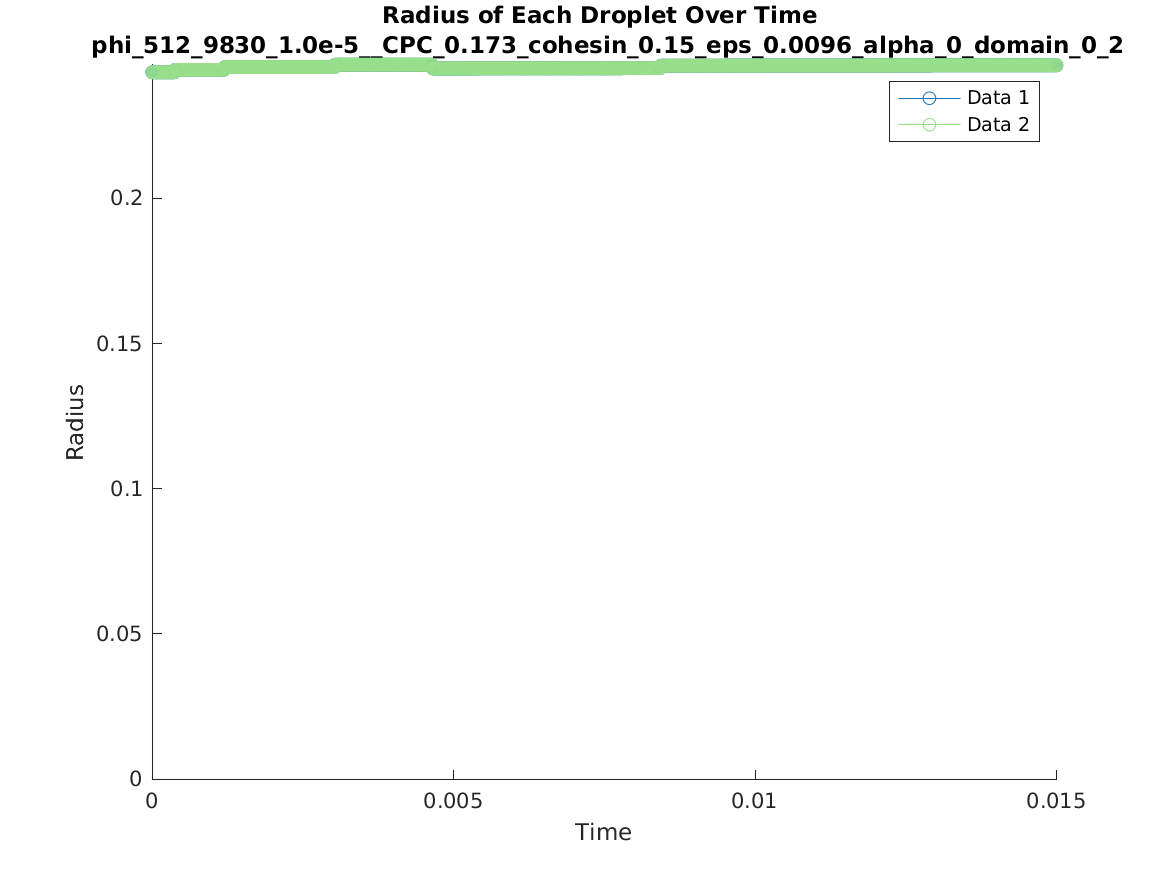 Radius of Each Droplet Over Time
phi_512_9830_1.0e-5__CPC_0.173_cohesin_0.15_eps_0.0096_alpha_0_domain_0_2
Data 1
Data 2
0.2
0.15
0.1
0.05
0
Radius
0
0.005
0.01
0.015
Time